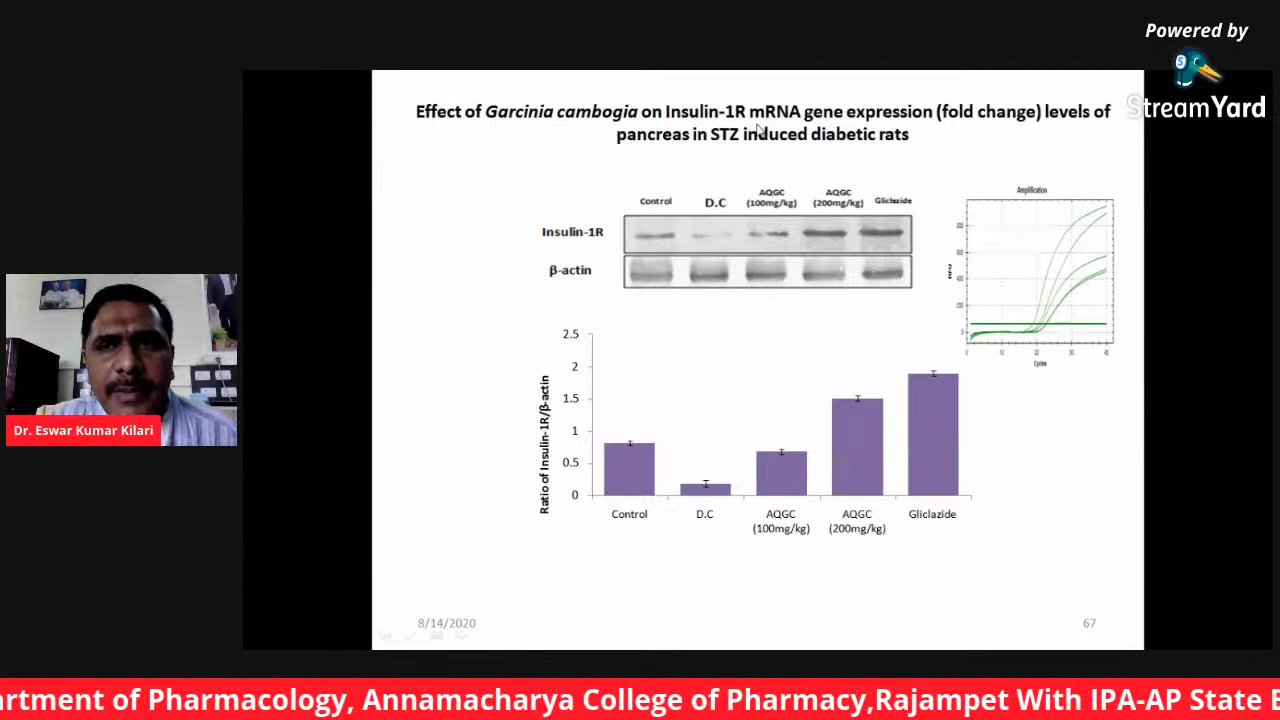 Powered by
StreamYard
Effect of Garcinia cambogia on Insulin-1R mRNA gene expression (fold change) levels of
pancreas in STZ induced diabetic rats
Control D.C AQGC (100mg/kg) AQGC (200mg/kg) Gliclazide
Insulin-1R
β-actin
Amplification
Cycles
2.5
2
1.5
1
0.5
0
Ratio of Insulin-1R/β-actin
Control D.C AQGC AQGC Gliclazide
(100mg/kg) (200mg/kg)
8/14/2020 67
Dr. Eswar Kumar Kilari
artment of Pharmacology, Annamacharya College of Pharmacy,Rajampet With IPA-AP State